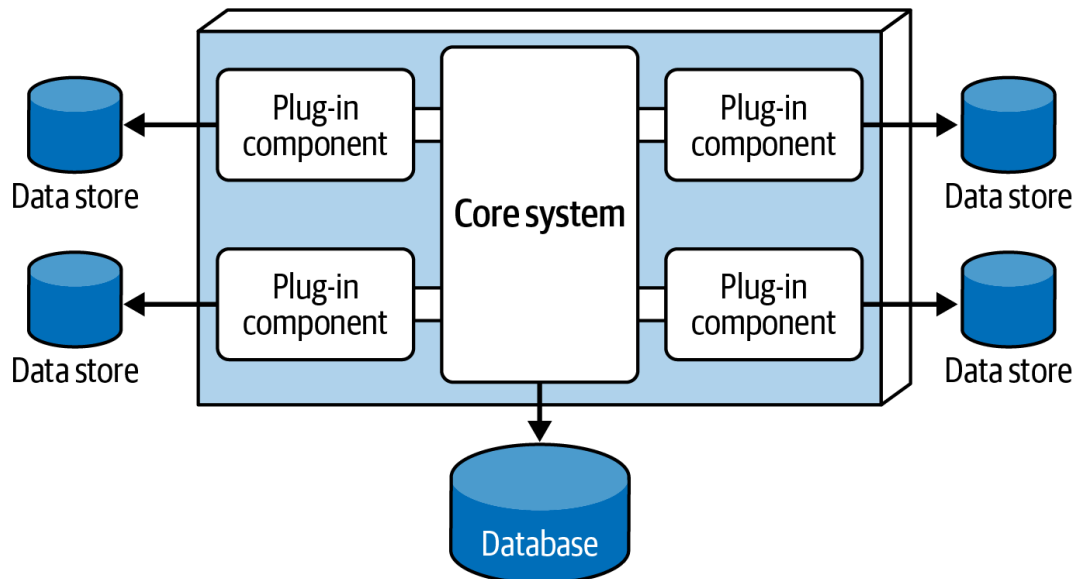 Plug-in
component
Plug-in
component
Data store
Core system
Data store
Plug-in
component
Plug-in
component
Data store
Data store
Database